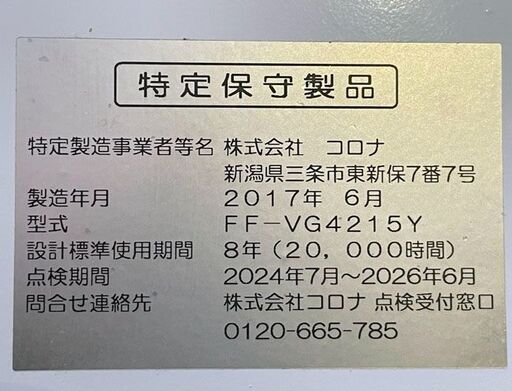 特定保守製品
特定製造事業者等名 株式会社 コロナ
新潟県三条市東新保7番7号
製造年月 2017年 6月
型式 FF-VG4215Y
設計標準使用期間 8年(20,000時間)
点検期間 2024年7月～2026年6月
問合せ連絡先 株式会社コロナ 点検受付窓口
0120-665-785